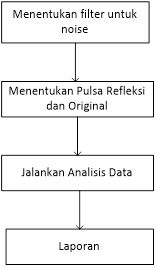 Menentukan filter untuk
noise
Menentukan Pulsa Refleksi
dan Original
Jalankan Analisis Data
Laporan